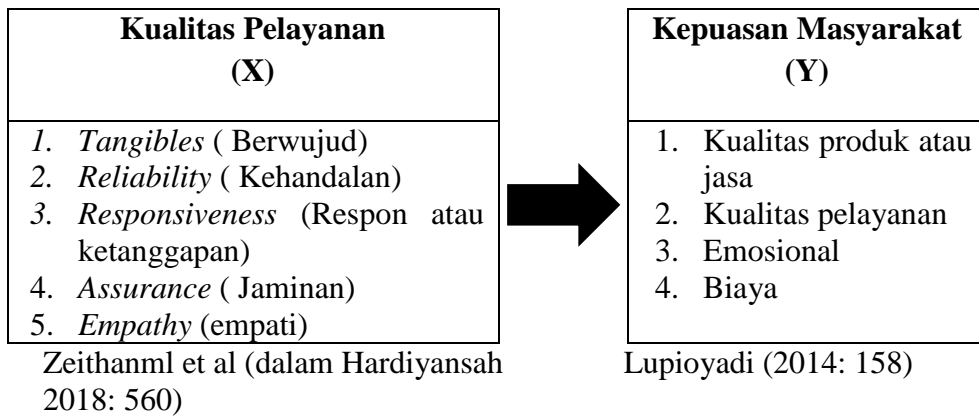 Kualitas Pelayanan
(X)
1. Tangibles ( Berwujud)
2. Reliability ( Kehandalan)
3. Responsiveness (Respon atau
ketanggapan)
4. Assurance ( Jaminan)
5. Empathy (empati)
Zeithanml et al (dalam Hardiyansah
2018: 560)
Kepuasan Masyarakat
(Y)
1. Kualitas produk atau
jasa
2. Kualitas pelayanan
3. Emosional
4. Biaya
Lupioyadi (2014: 158)